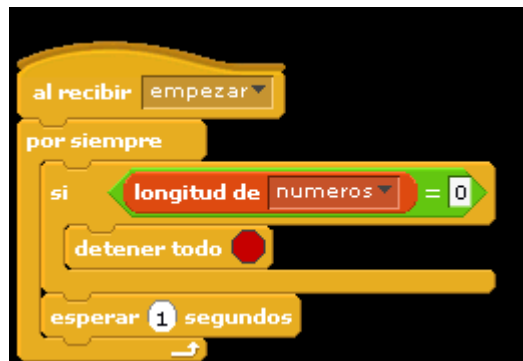 al recibir empezar
por siempre
si longitud de numeros = 0
detener todo
esperar 1 segundos